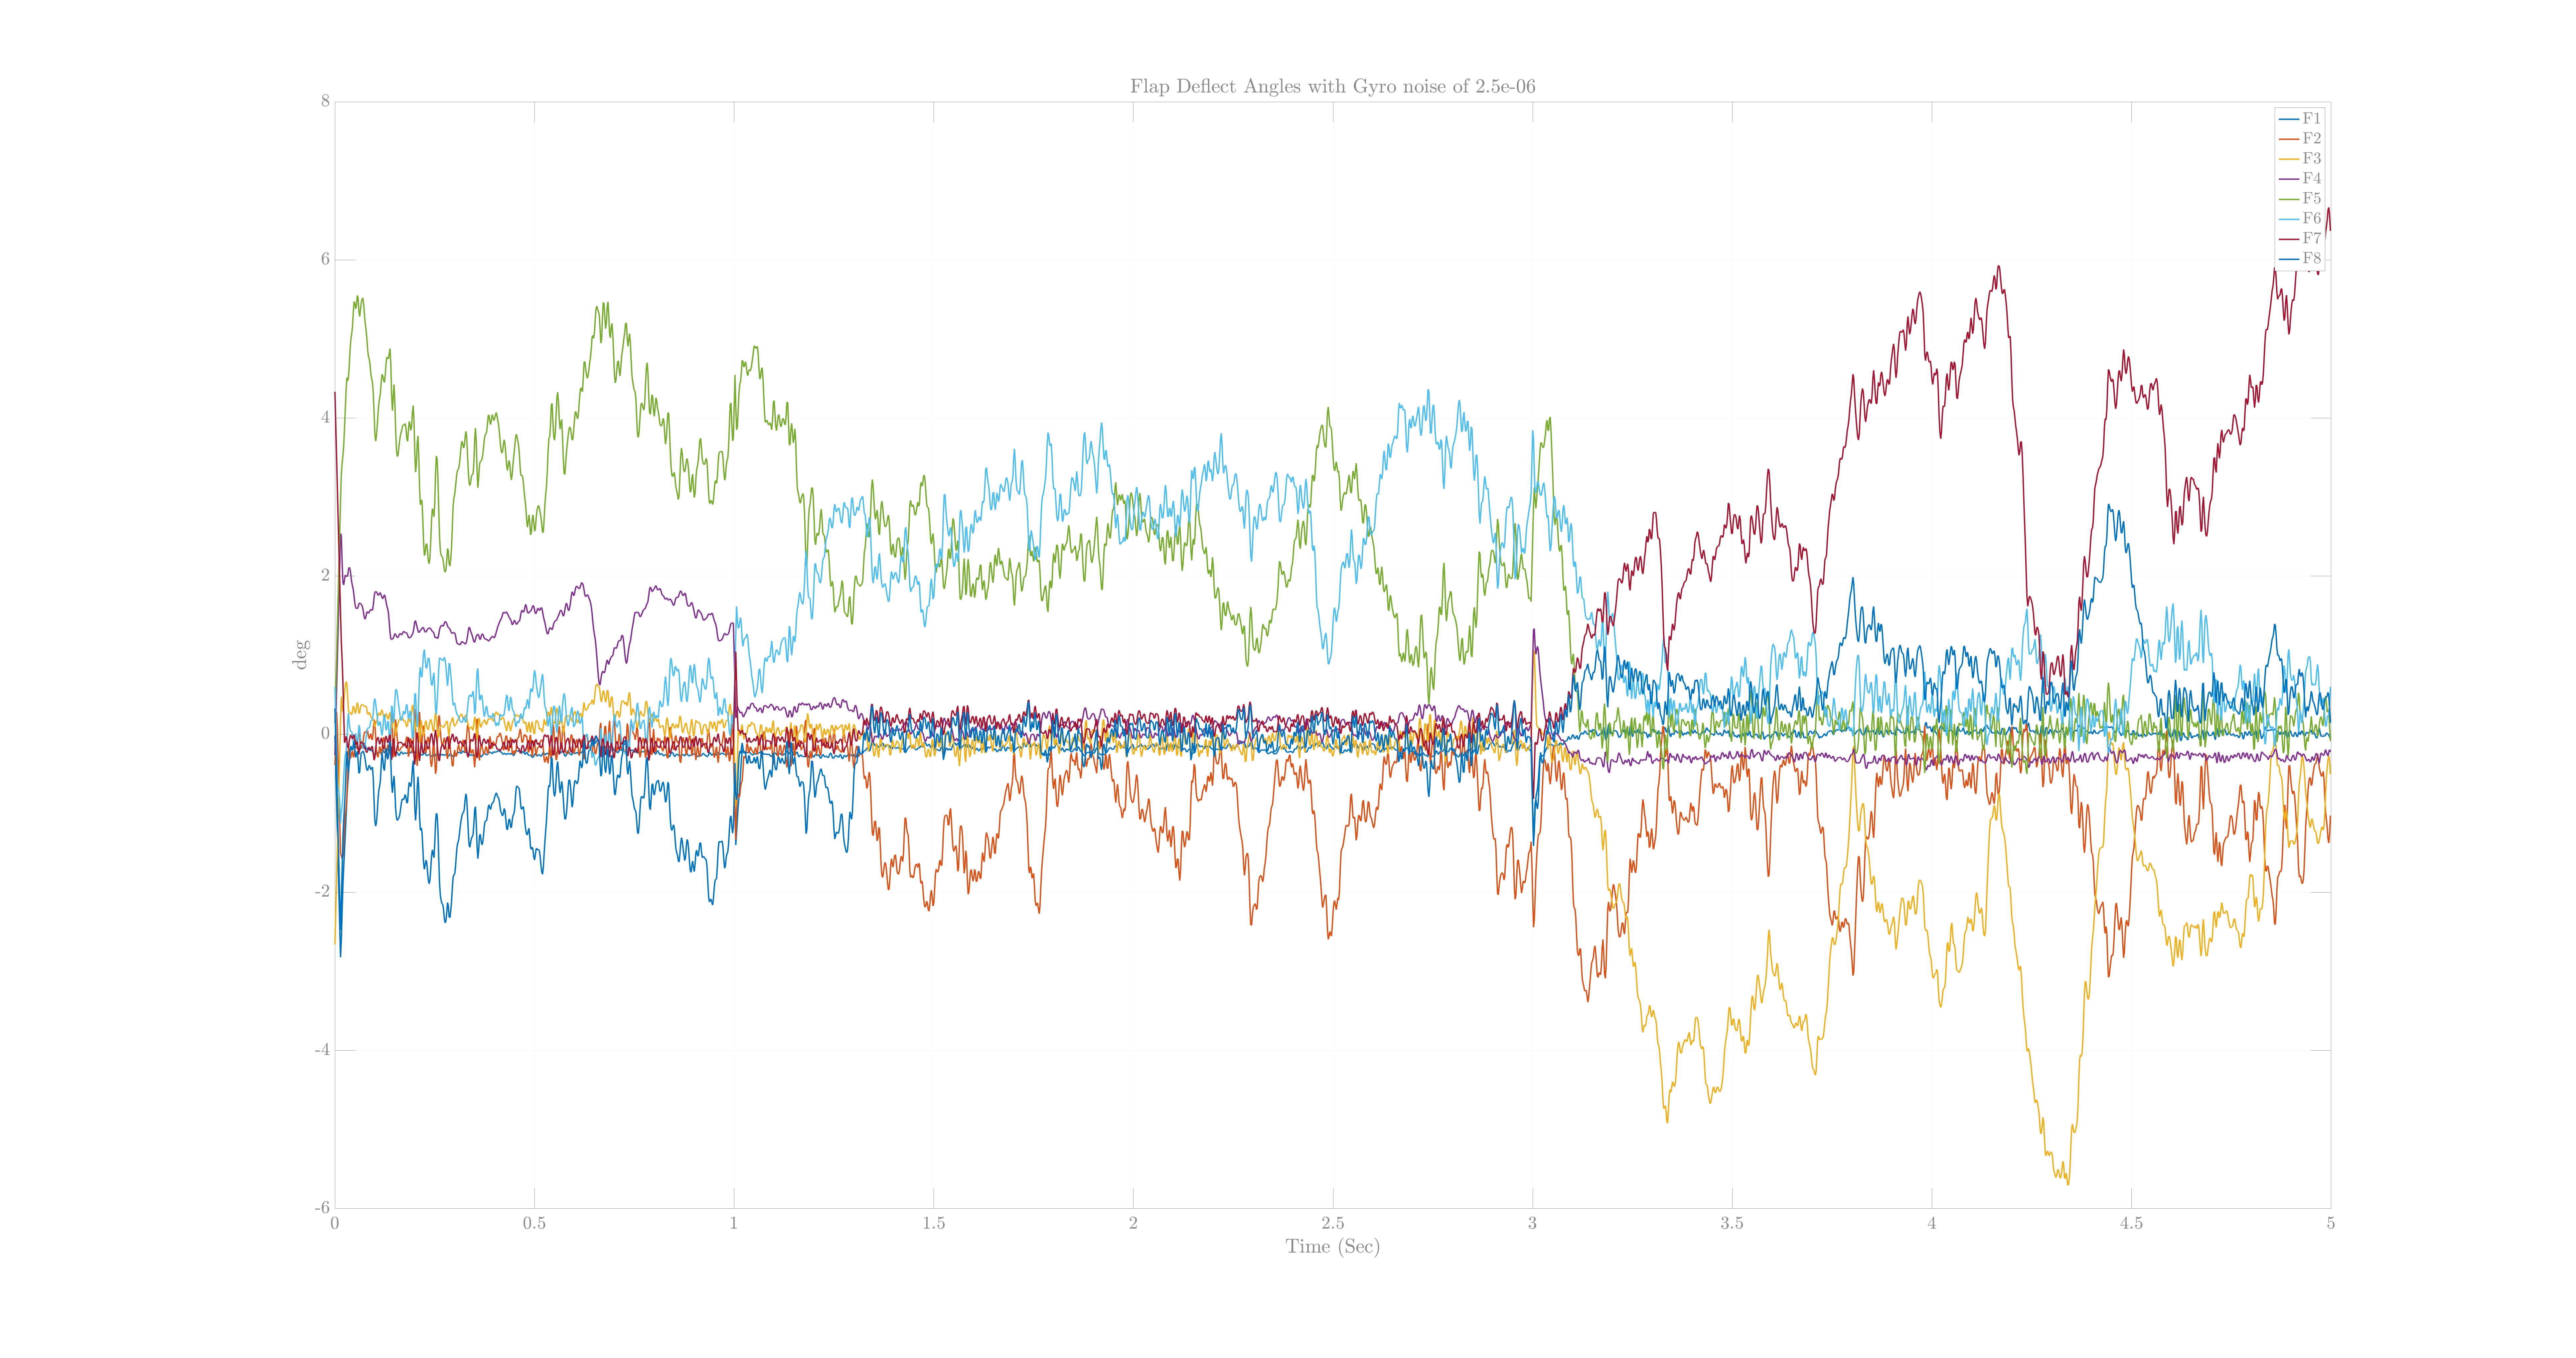 Flap Deflect Angles with Gyro noise of 2.5e-06
8
F1
F2
F3
F4
F5
F6
F7
F8
6
4
2
0
-2
-4
-6
deg
0 0.5 1 1.5 2 2.5 3 3.5 4 4.5 5
Time (Sec)